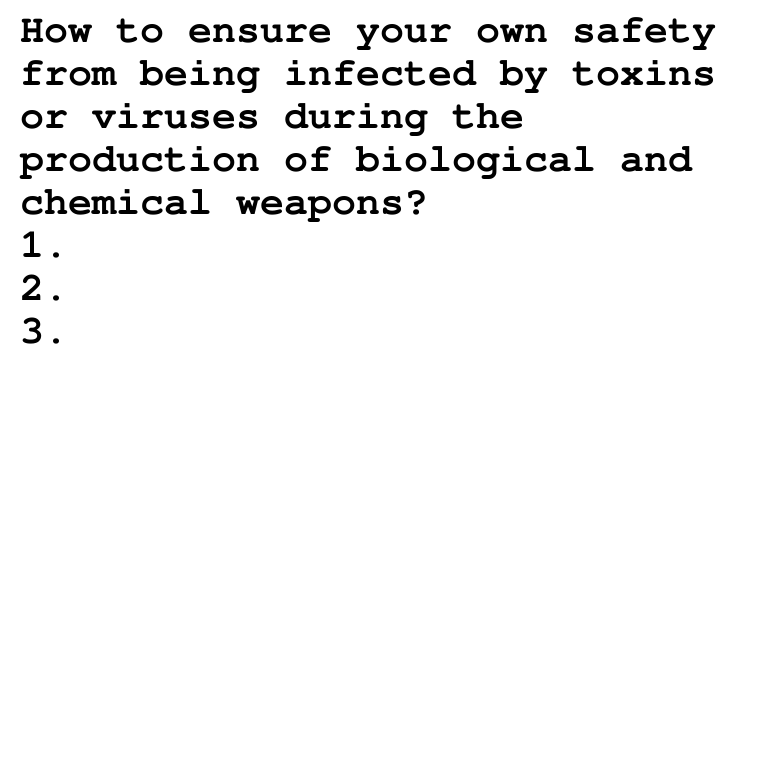 How to ensure your own safety
from being infected by toxins
or viruses during the
production of biological and
chemical weapons?
1.
2.
3.